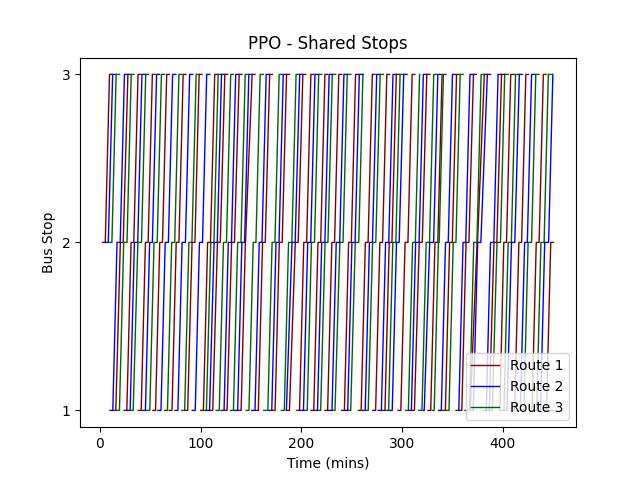 PPO - Shared Stops
3
2
1
Bus Stop
0 100 200 300 400
Time (mins)
Route 1
Route 2
Route 3